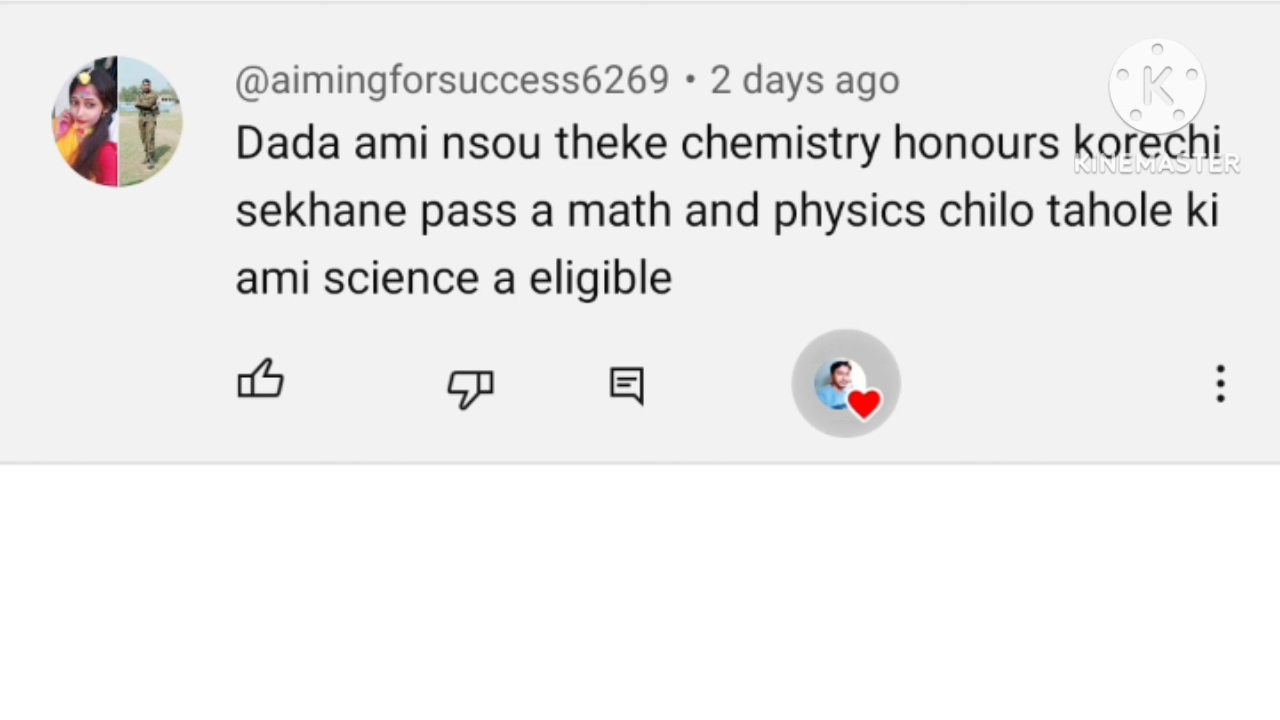 @aimingforsuccess6269 • 2 days ago
Dada ami nsou theke chemistry honours korechi
sekhane pass a math and physics chilo tahole ki
ami science a eligible
K
KINEMASTER